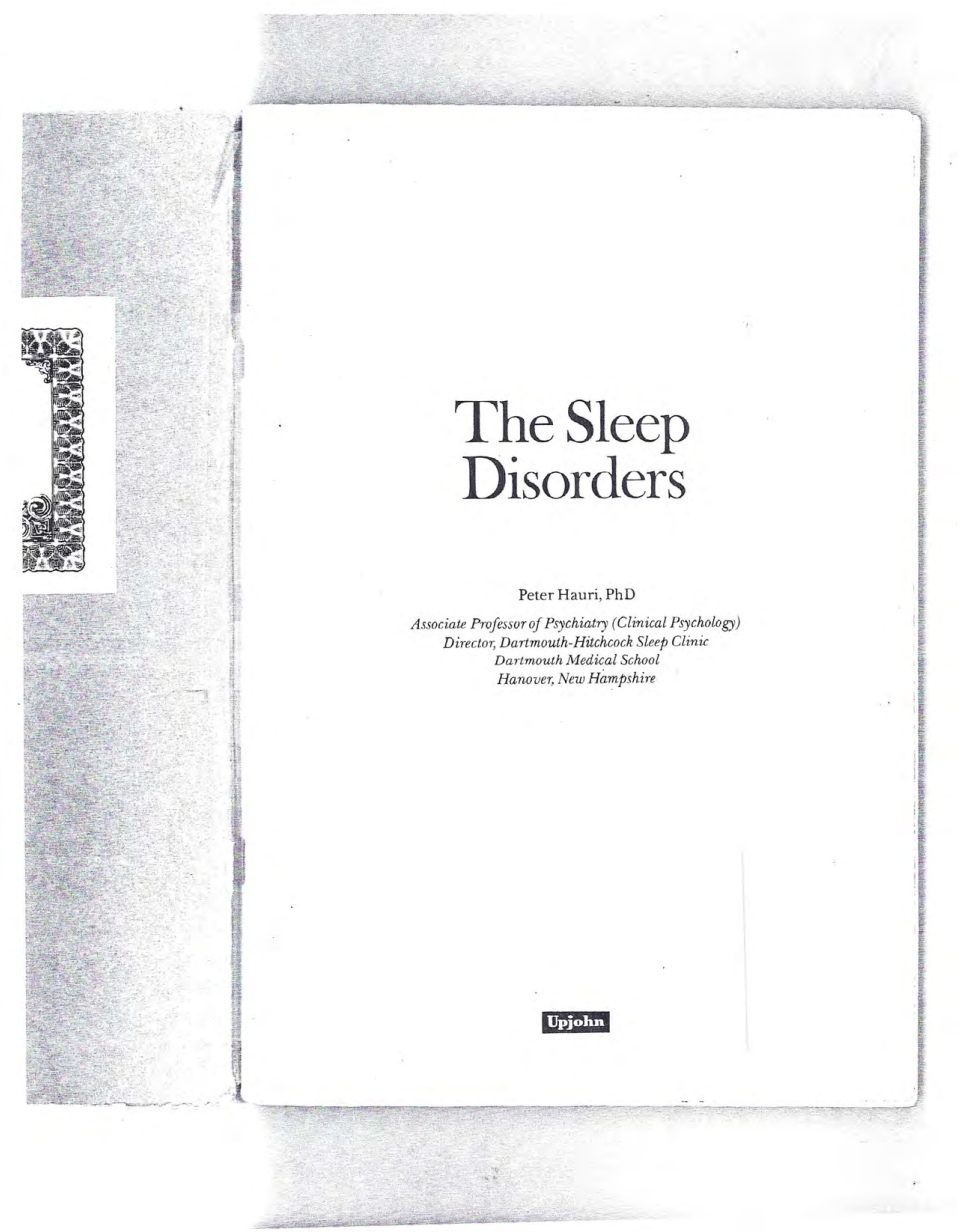 The Sleep
Disorders
Peter Hauri, PhD
Associate Professor of Psychiatry (Clinical Psychology)
Director, Dartmouth-Hitchcock Sleep Clinic
Dartmouth Medical School
Hanover, New Hampshire
Upjohn